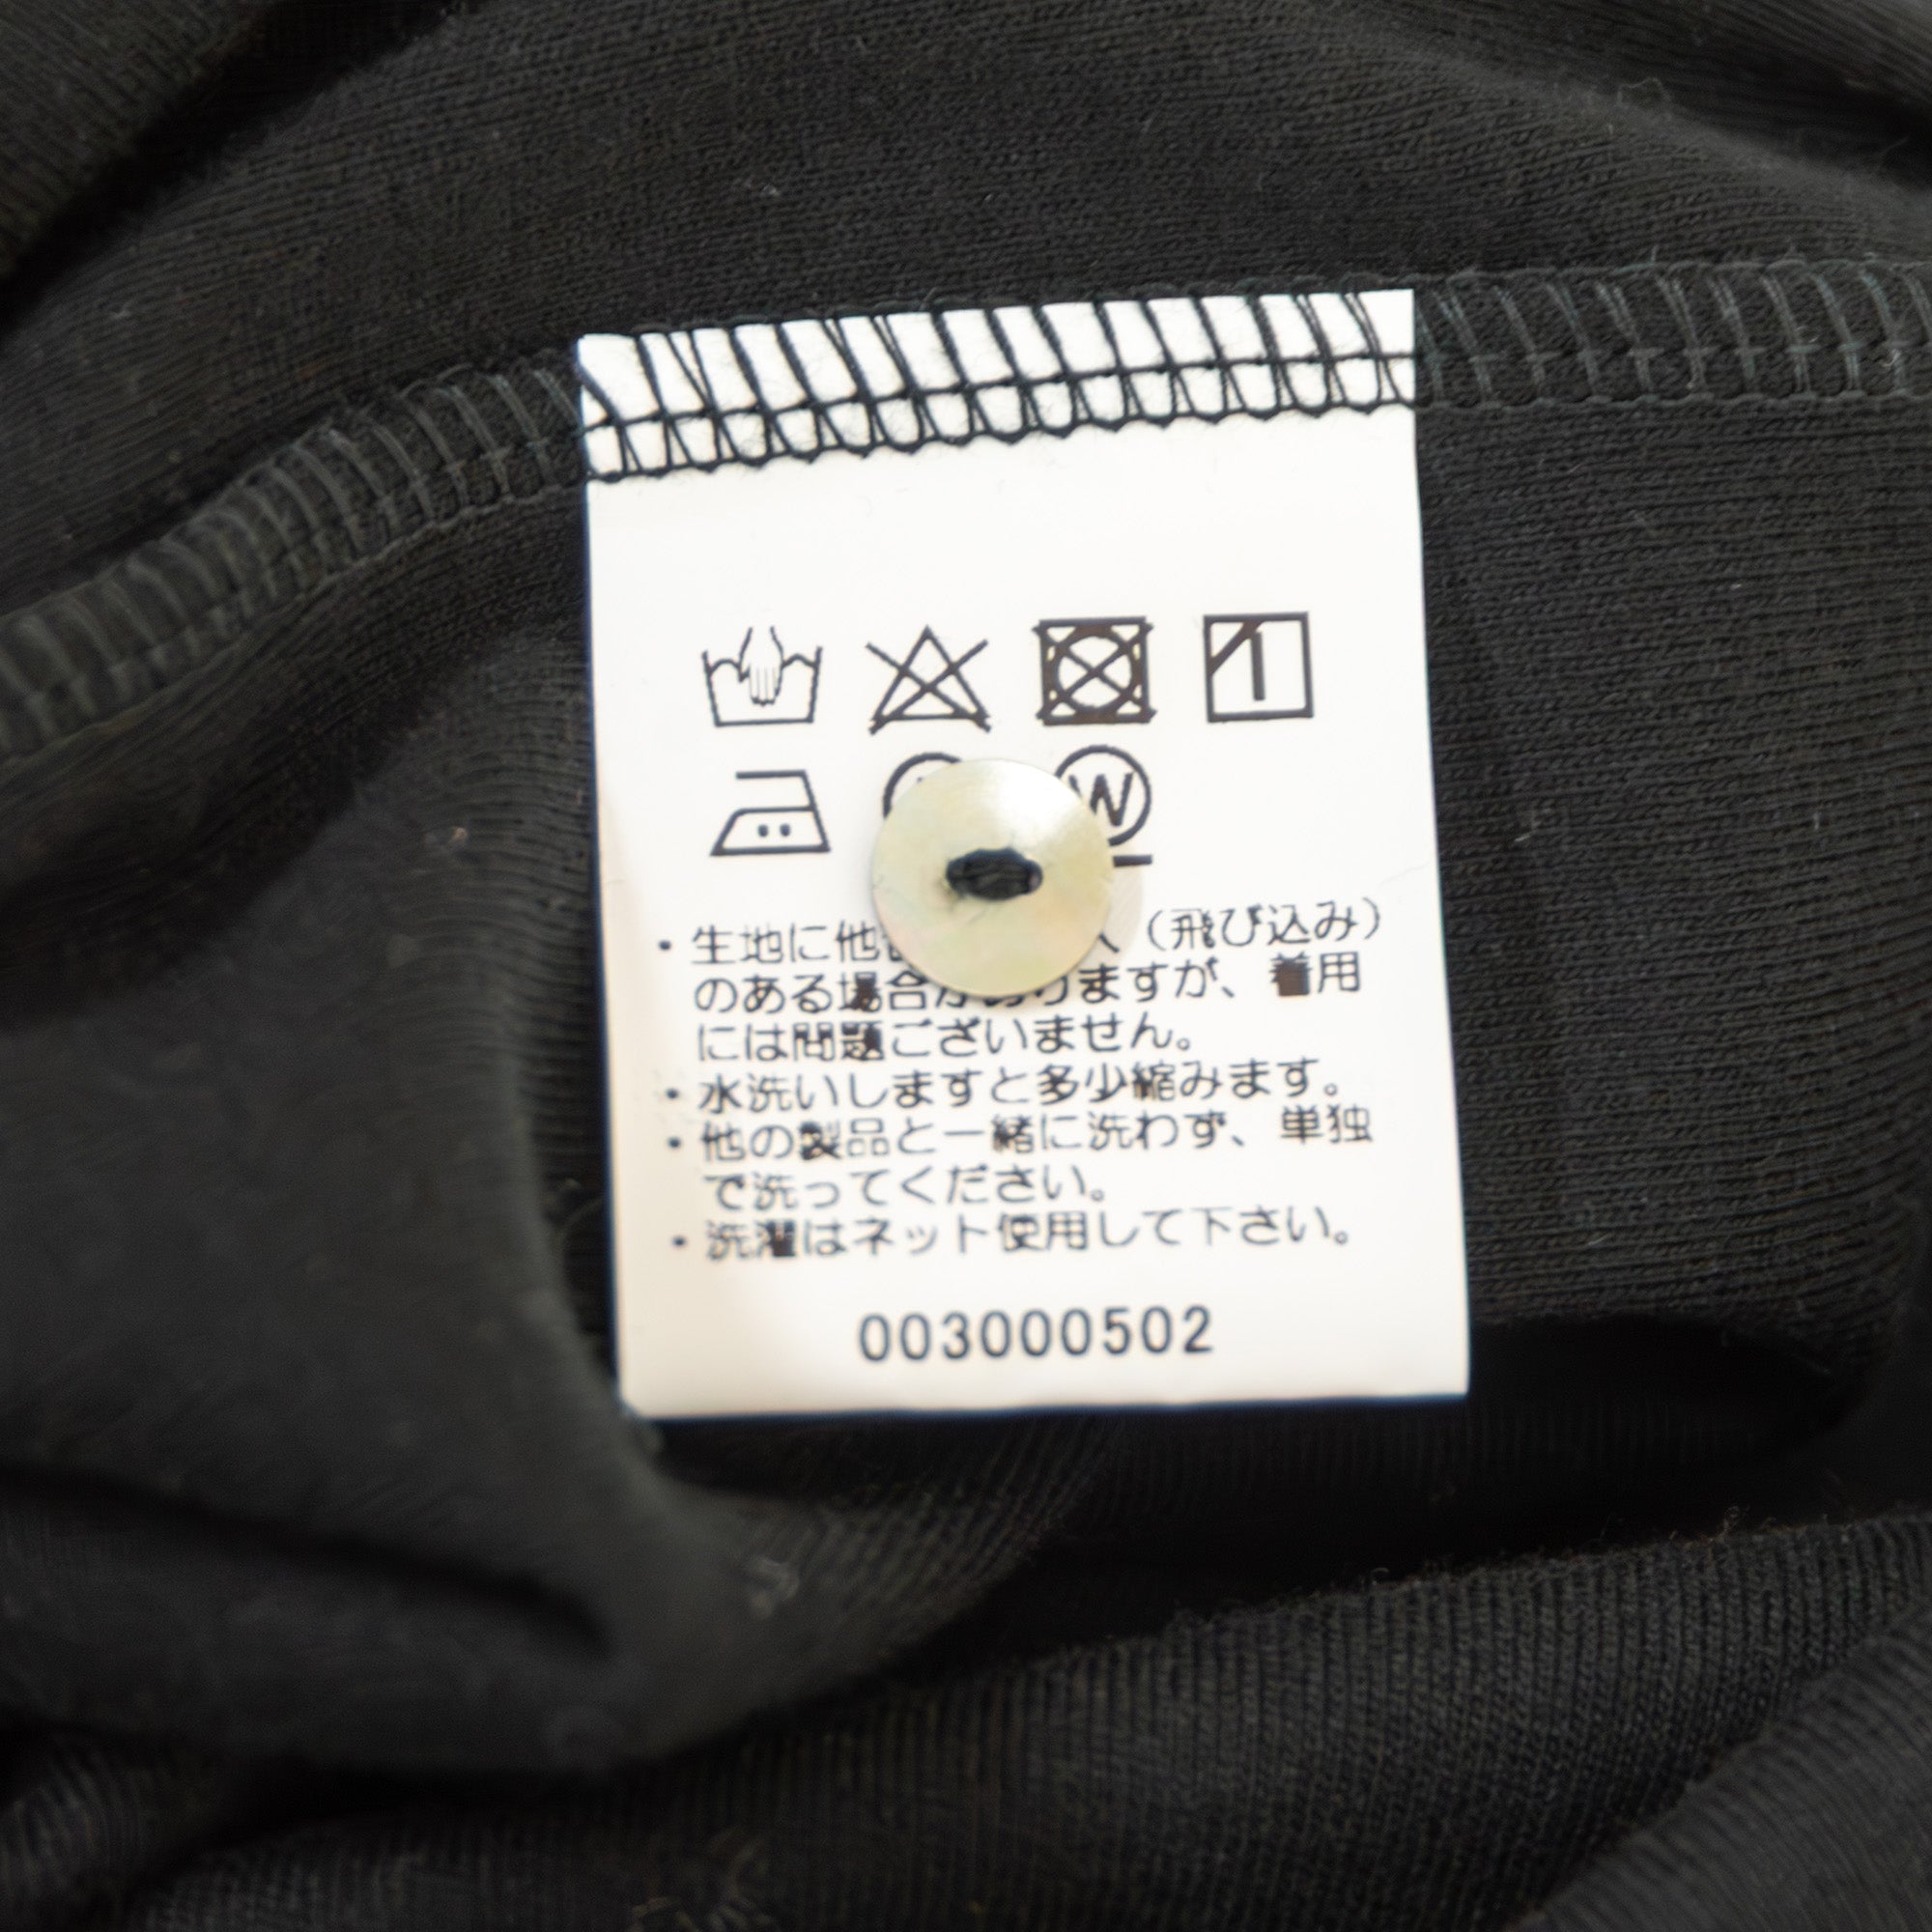 W
・生地に他 （飛び込み）
のある場合がありますが、着用
には問題ございません。
・水洗いしますと多少縮みます。
・他の製品と一緒に洗わず、単独
で洗ってください。
・洗濯はネット使用して下さい。
003000502